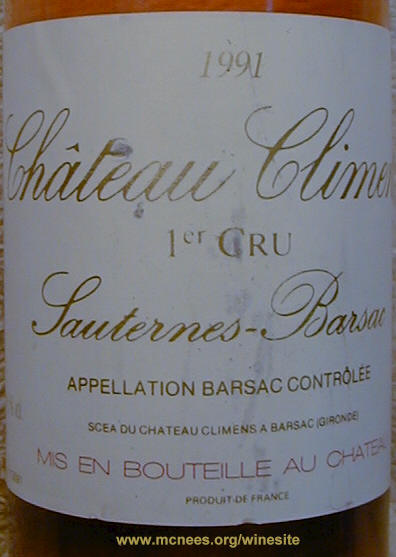 1991
Château Climen
1er CRU
Sauternes-Barsac
APPELLATION BARSAC CONTRÔLÉE
SCEA DU CHATEAU CLIMENS A BARSAC (GIRONDE)
MIS EN BOUTEILLE AU CHATEAU
PRODUIT DE FRANCE
www.mcnees.org/winesite